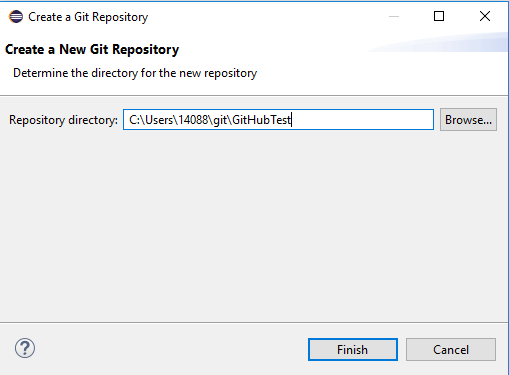 Create a Git Repository
Create a New Git Repository
Determine the directory for the new repository
Repository directory: C:\Users\14088\git\GitHubTest Browse...
? Finish Cancel